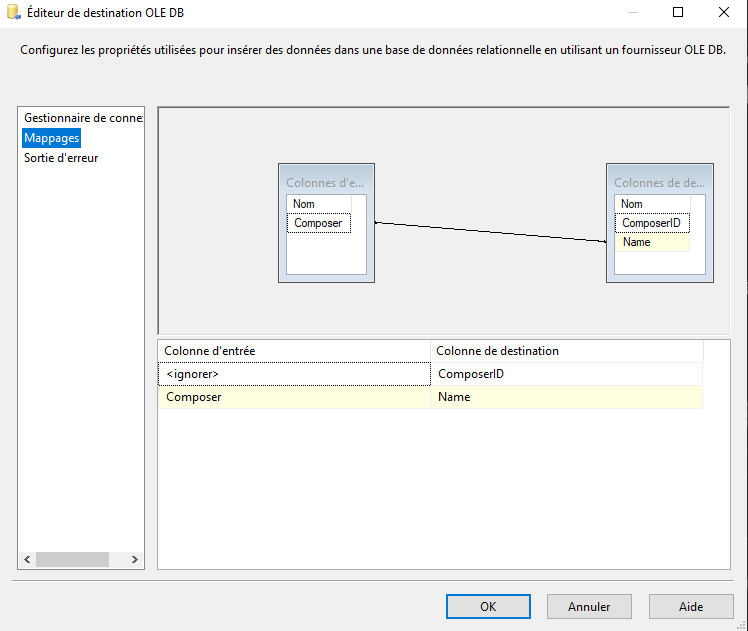 Éditeur de destination OLE DB
Configurez les propriétés utilisées pour insérer des données dans une base de données relationnelle en utilisant un fournisseur OLE DB.
Gestionnaire de conne
Mappages
Sortie d'erreur
Colonnes d'e...
Nom
Composer
Colonnes de de...
Nom
ComposerID
Name
Colonne d'entrée Colonne de destination
<ignorer> ComposerID
Composer Name
OK Annuler Aide